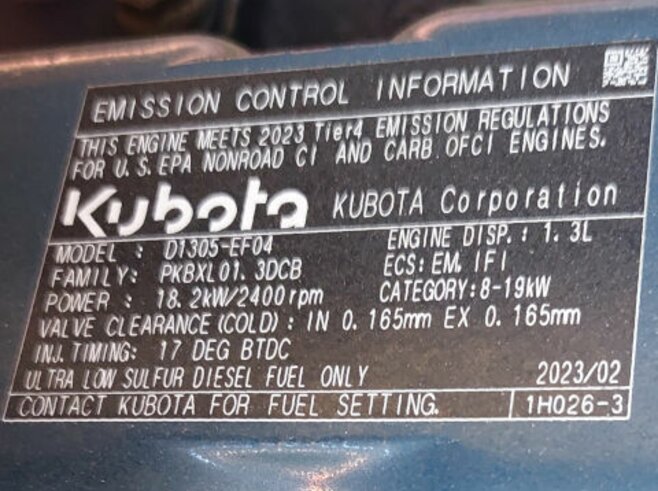 EMISSION CONTROL INFORMATION
THIS ENGINE MEETS 2023 Tier4 EMISSION REGULATIONS
FOR U.S. EPA NONROAD CI AND CARB OFCI ENGINES.
Kubota KUBOTA Corporation
MODEL : D1305-EF04 ENGINE DISP.: 1.3L
FAMILY: PKBXL01.3DCB ECS: EM, IFI
POWER : 18.2kW/2400rpm CATEGORY:8-19kW
VALVE CLEARANCE (COLD) : IN 0.165mm EX 0.165mm
INJ. TIMING: 17 DEG BTDC
ULTRA LOW SULFUR DIESEL FUEL ONLY 2023/02
CONTACT KUBOTA FOR FUEL SETTING. 1H026-3